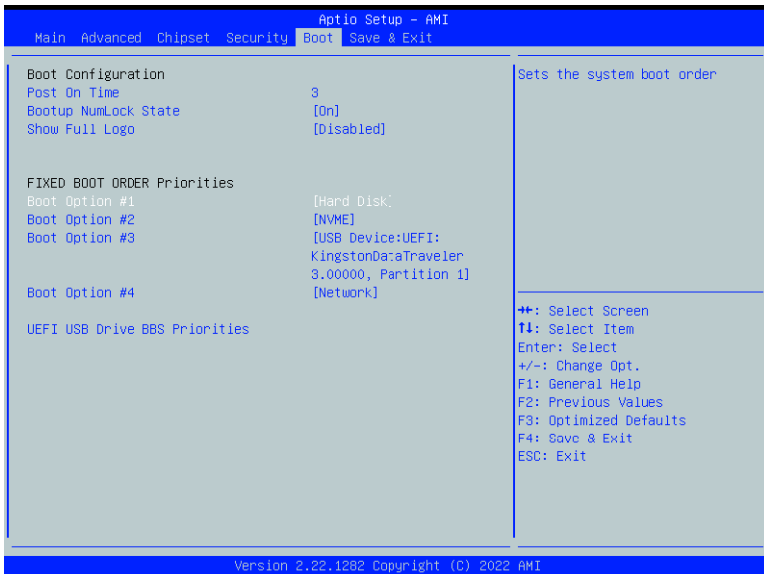 Aptio Setup – AMI
Main Advanced Chipset Security Boot Save & Exit
Boot Configuration
Post On Time 3
Bootup NumLock State [On]
Show Full Logo [Disabled]
FIXED BOOT ORDER Priorities
Boot Option #1 [Hard Disk]
Boot Option #2 [NVME]
Boot Option #3 [USB Device:UEFI:
KingstonDataTraveler
3.00000, Partition 1]
Boot Option #4 [Network]
UEFI USB Drive BBS Priorities
Sets the system boot order
→←: Select Screen
↑↓: Select Item
Enter: Select
+/-: Change Opt.
F1: General Help
F2: Previous Values
F3: Optimized Defaults
F4: Save & Exit
ESC: Exit
Version 2.22.1282 Copyright (C) 2022 AMI